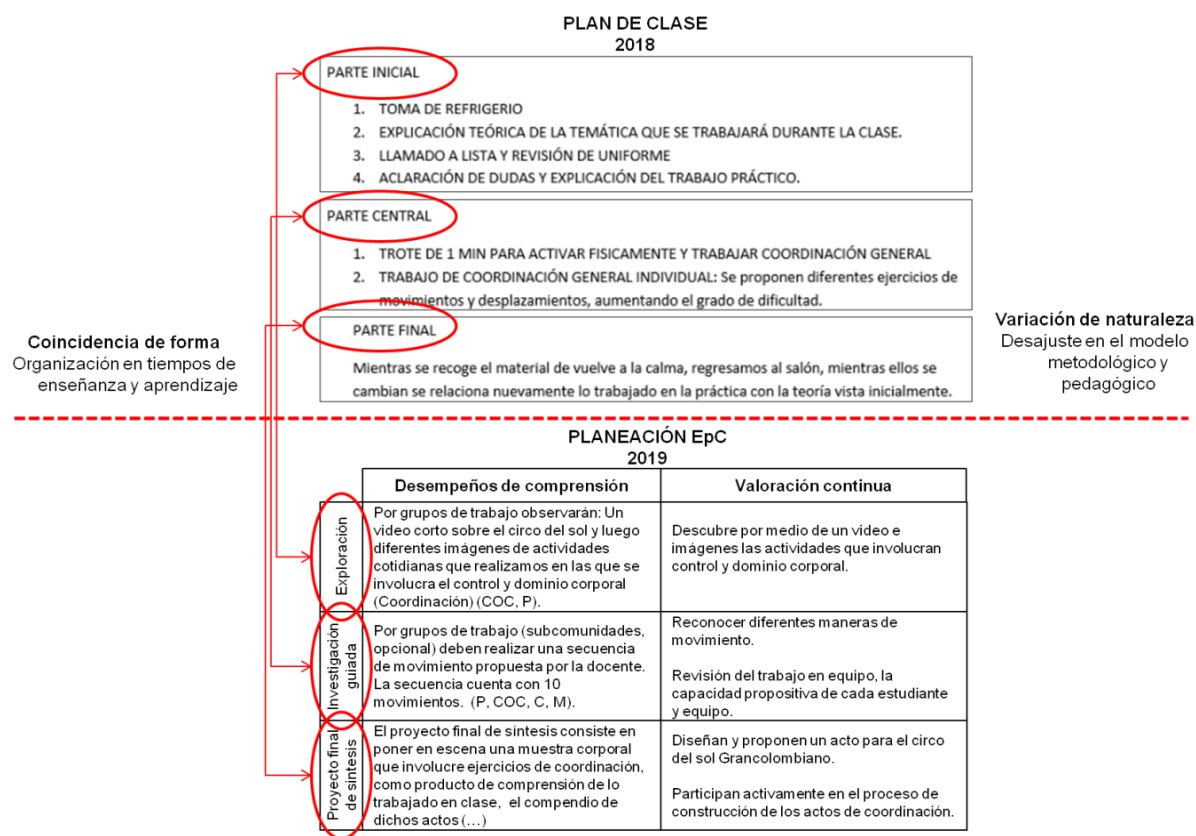 PLAN DE CLASE
2018
PARTE INICIAL
1. TOMA DE REFRIGERIO
2. EXPLICACIÓN TEÓRICA DE LA TEMÁTICA QUE SE TRABAJARÁ DURANTE LA CLASE.
3. LLAMADO A LISTA Y REVISIÓN DE UNIFORME
4. ACLARACIÓN DE DUDAS Y EXPLICACIÓN DEL TRABAJO PRÁCTICO.
PARTE CENTRAL
1. TROTE DE 1 MIN PARA ACTIVAR FISICAMENTE Y TRABAJAR COORDINACIÓN GENERAL
2. TRABAJO DE COORDINACIÓN GENERAL INDIVIDUAL: Se proponen diferentes ejercicios de
movimientos y desplazamientos, aumentando el grado de dificultad.
PARTE FINAL
Mientras se recoge el material de vuelve a la calma, regresamos al salón, mientras ellos se
cambian se relaciona nuevamente lo trabajado en la práctica con la teoría vista inicialmente.
Coincidencia de forma
Organización en tiempos de
enseñanza y aprendizaje
Variación de naturaleza
Desajuste en el modelo
metodológico y
pedagógico
PLANEACIÓN EpC
2019
Desempeños de comprensión
Valoración continua
Exploración
Por grupos de trabajo observarán: Un
video corto sobre el circo del sol y luego
diferentes imágenes de actividades
cotidianas que realizamos en las que se
involucra el control y dominio corporal
(Coordinación) (COC, P).
Descubre por medio de un video e
imágenes las actividades que involucran
control y dominio corporal.
Investigación
guiada
Por grupos de trabajo (subcomunidades,
opcional) deben realizar una secuencia
de movimiento propuesta por la docente.
La secuencia cuenta con 10
movimientos. (P, COC, C, M).
Reconocer diferentes maneras de
movimiento.
Revisión del trabajo en equipo, la
capacidad propositiva de cada estudiante
y equipo.
Proyecto final
de síntesis
El proyecto final de síntesis consiste en
poner en escena una muestra corporal
que involucre ejercicios de coordinación,
como producto de comprensión de lo
trabajado en clase, el compendio de
dichos actos (…)
Diseñan y proponen un acto para el circo
del sol Grancolombiano.
Participan activamente en el proceso de
construcción de los actos de coordinación.